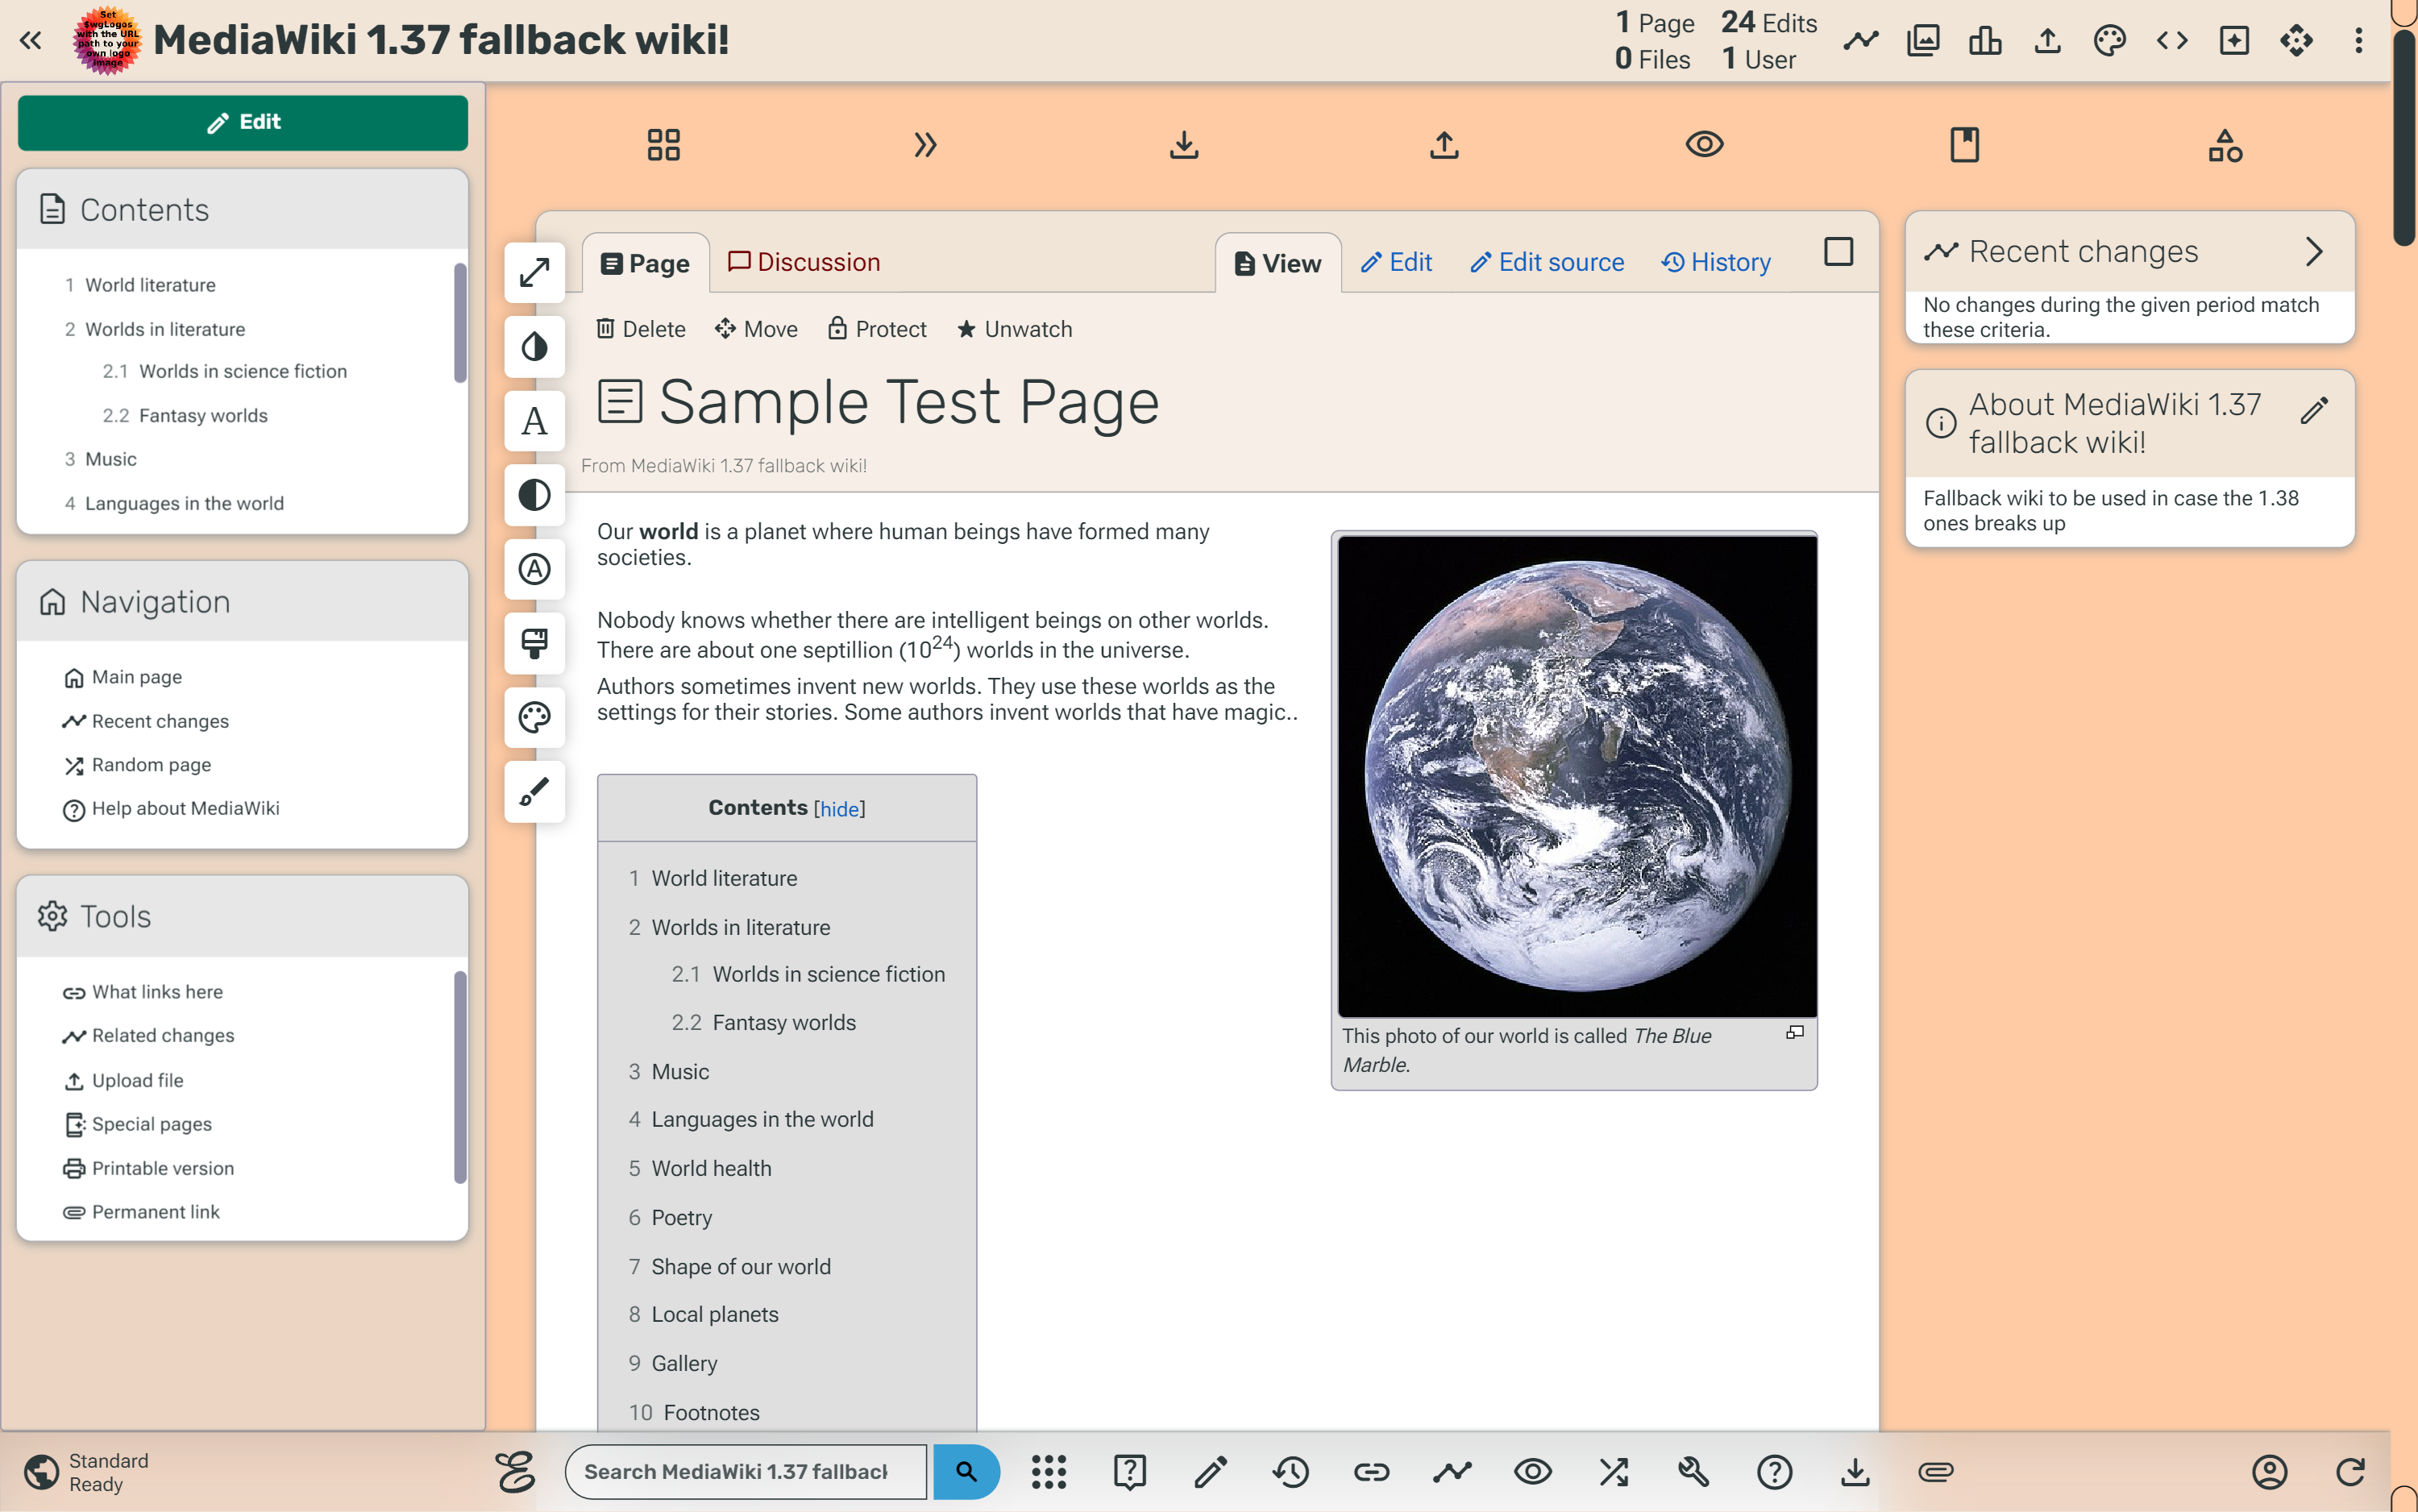 Set
$wgLogos
with the URL
path to your
own logo
image
MediaWiki 1.37 fallback wiki!
1 Page 24 Edits
0 Files 1 User
Edit
Contents
1 World literature
2 Worlds in literature
2.1 Worlds in science fiction
2.2 Fantasy worlds
3 Music
4 Languages in the world
Navigation
Main page
Recent changes
Random page
Help about MediaWiki
Tools
What links here
Related changes
Upload file
Special pages
Printable version
Permanent link
Page Discussion View Edit Edit source History
Delete Move Protect Unwatch
Sample Test Page
From MediaWiki 1.37 fallback wiki!
Our world is a planet where human beings have formed many
societies.
Nobody knows whether there are intelligent beings on other worlds.
There are about one septillion (10²⁴) worlds in the universe.
Authors sometimes invent new worlds. They use these worlds as the
settings for their stories. Some authors invent worlds that have magic..
Contents [hide]
1 World literature
2 Worlds in literature
2.1 Worlds in science fiction
2.2 Fantasy worlds
3 Music
4 Languages in the world
5 World health
6 Poetry
7 Shape of our world
8 Local planets
9 Gallery
10 Footnotes
This photo of our world is called The Blue
Marble.
Recent changes
No changes during the given period match
these criteria.
About MediaWiki 1.37
fallback wiki!
Fallback wiki to be used in case the 1.38
ones breaks up
Standard
Ready
Search MediaWiki 1.37 fallback